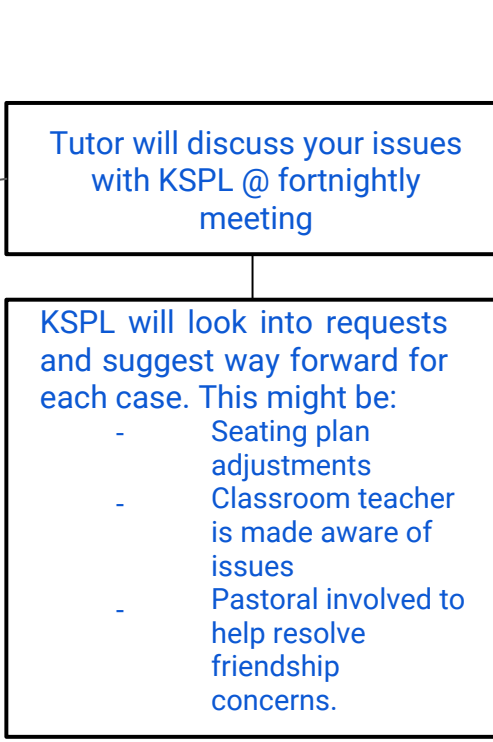 Tutor will discuss your issues
with KSPL @ fortnightly
meeting
KSPL will look into requests
and suggest way forward for
each case. This might be:
- Seating plan
adjustments
- Classroom teacher
is made aware of
issues
- Pastoral involved to
help resolve
friendship
concerns.